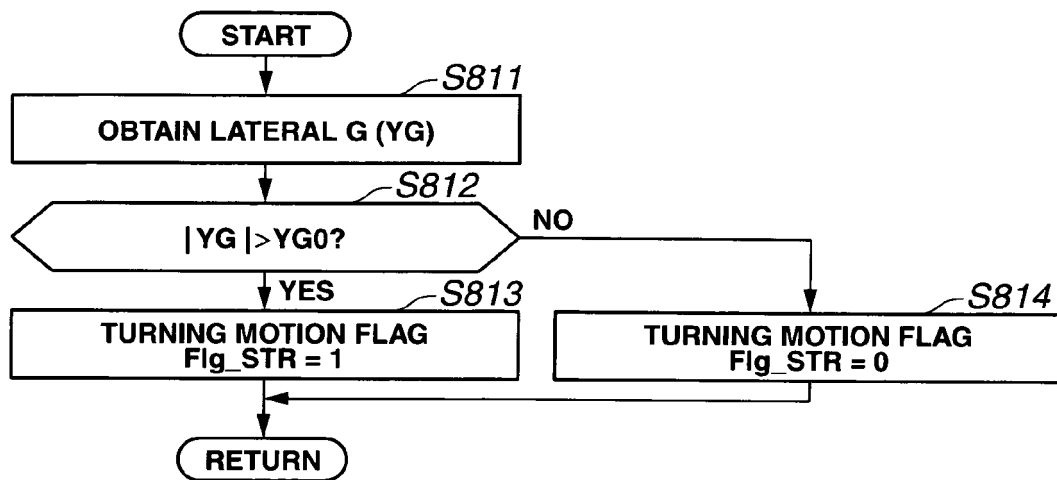 START
S811
OBTAIN LATERAL G (YG)
S812
| YG |>YG0?
NO
YES
S813
TURNING MOTION FLAG
Flg_STR = 1
S814
TURNING MOTION FLAG
Flg_STR = 0
RETURN